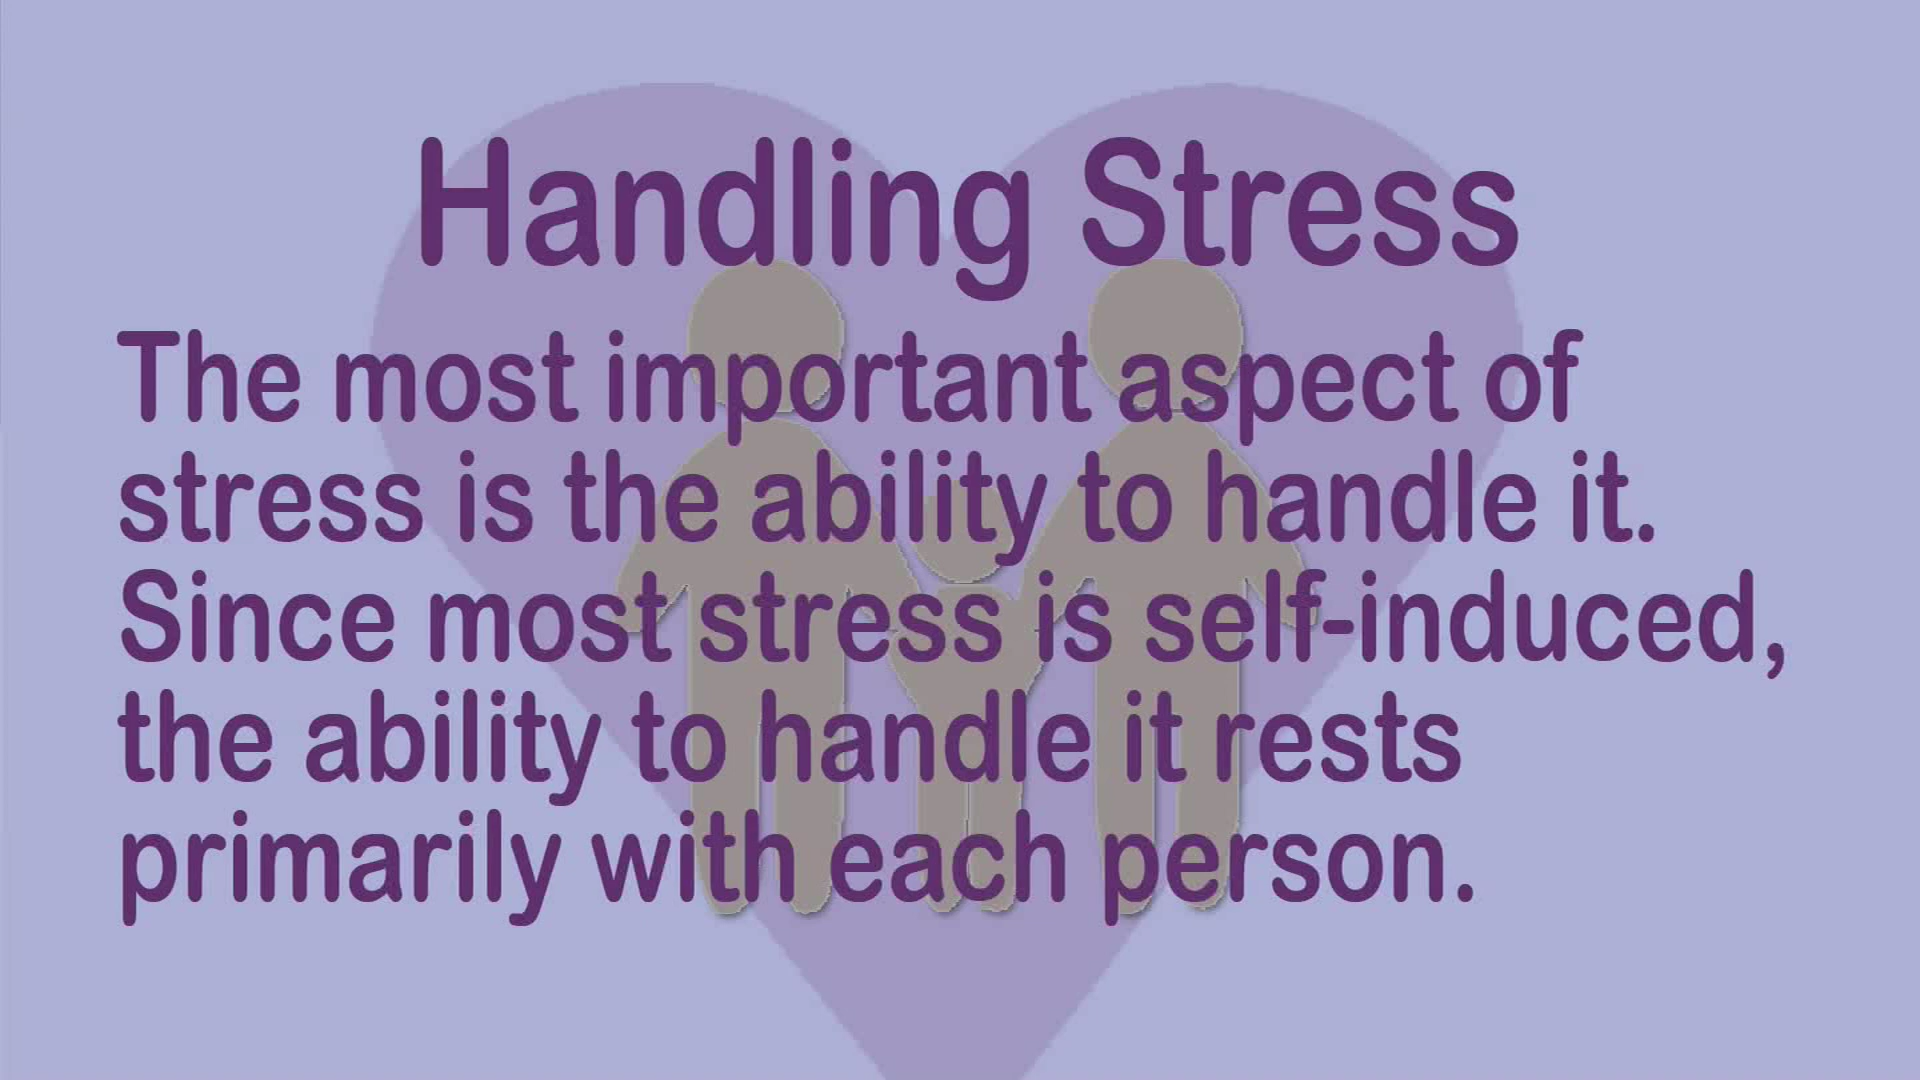 Handling Stress
The most important aspect of
stress is the ability to handle it.
Since most stress is self-induced,
the ability to handle it rests
primarily with each person.